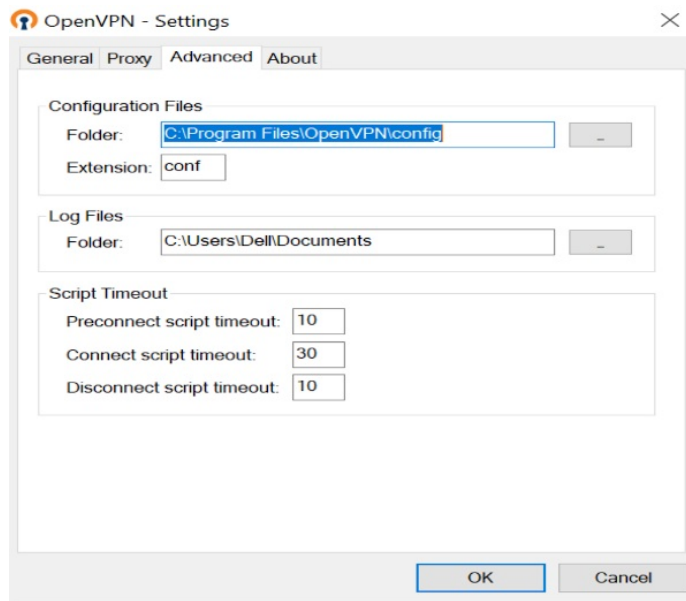 OpenVPN - Settings
General Proxy Advanced About
Configuration Files
Folder: C:\Program Files\OpenVPN\config ...
Extension: conf
Log Files
Folder: C:\Users\Dell\Documents ...
Script Timeout
Preconnect script timeout: 10
Connect script timeout: 30
Disconnect script timeout: 10
OK Cancel